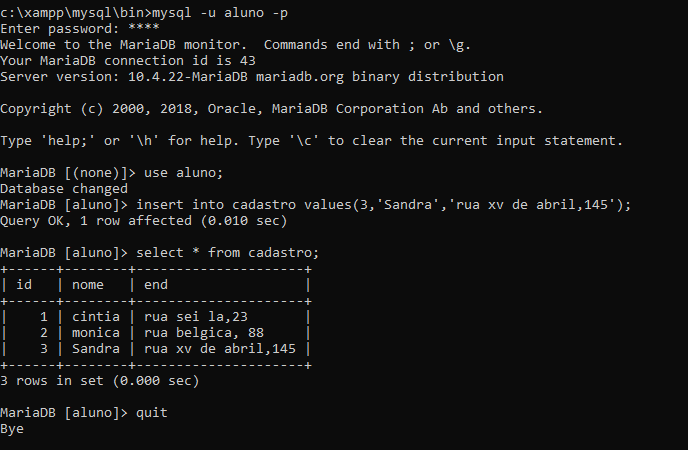 c:\xampp\mysql\bin>mysql -u aluno -p
Enter password: ****
Welcome to the MariaDB monitor.  Commands end with ; or \g.
Your MariaDB connection id is 43
Server version: 10.4.22-MariaDB mariadb.org binary distribution

Copyright (c) 2000, 2018, Oracle, MariaDB Corporation Ab and others.

Type 'help;' or '\h' for help. Type '\c' to clear the current input statement.

MariaDB [(none)]> use aluno;
Database changed
MariaDB [aluno]> insert into cadastro values(3,'Sandra','rua xv de abril,145');
Query OK, 1 row affected (0.010 sec)

MariaDB [aluno]> select * from cadastro;
+------+--------+---------------------+
| id   | nome   | end                 |
+------+--------+---------------------+
|    1 | cintia | rua sei la,23       |
|    2 | monica | rua belgica, 88     |
|    3 | Sandra | rua xv de abril,145 |
+------+--------+---------------------+
3 rows in set (0.000 sec)

MariaDB [aluno]> quit
Bye